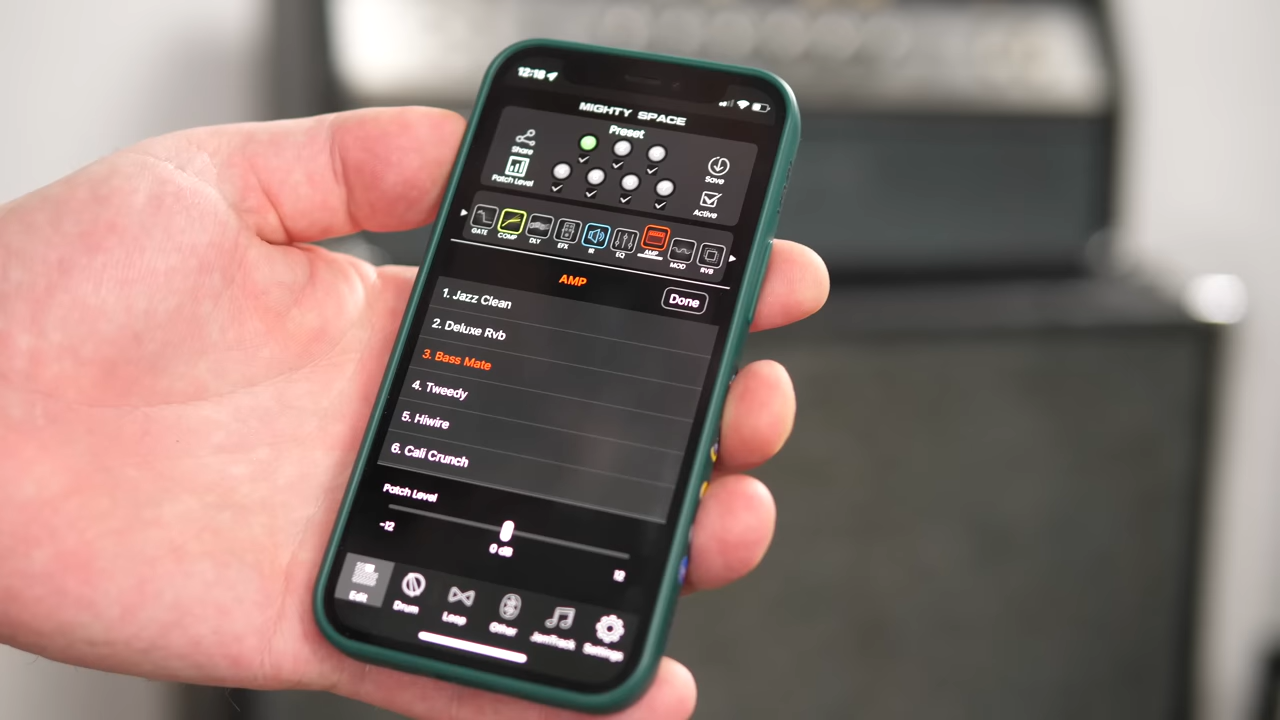 12:18
MIGHTY SPACE
Preset
Share
Patch Level
Save
Active
GATE COMP DLY EFX IR EQ AMP MOD RVB
AMP
Done
1. Jazz Clean
2. Deluxe Rvb
3. Bass Mate
4. Tweedy
5. Hiwire
6. Cali Crunch
Patch Level
-12
0 dB
12
Edit Drum Loop Other JamTrack Settings